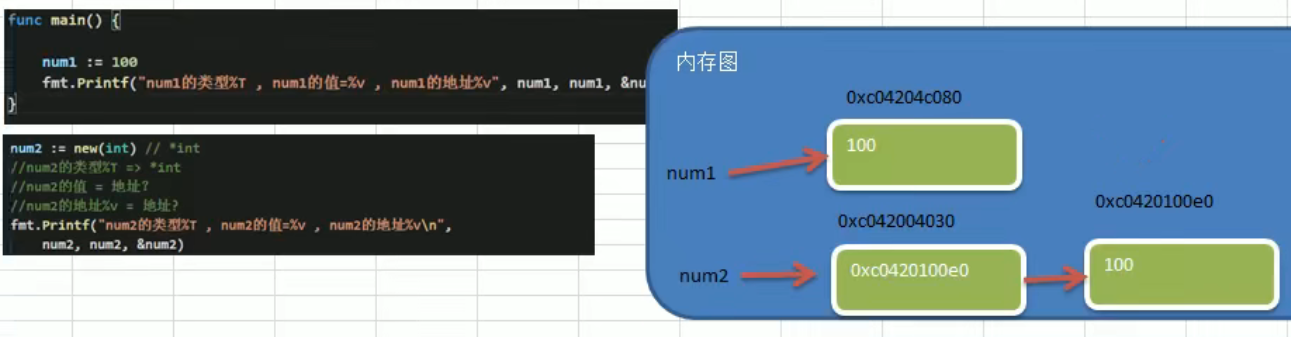 func main() {
num1 := 100
fmt.Printf("num1的类型%T , num1的值=%v , num1的地址%v", num1, num1, &nu
}
num2 := new(int) // *int
//num2的类型%T => *int
//num2的值 = 地址?
//num2的地址%v = 地址?
fmt.Printf("num2的类型%T , num2的值=%v , num2的地址%v\n",
num2, num2, &num2)
内存图
0xc04204c080
100
num1
0xc0420100e0
0xc042004030
num2
0xc0420100e0
100